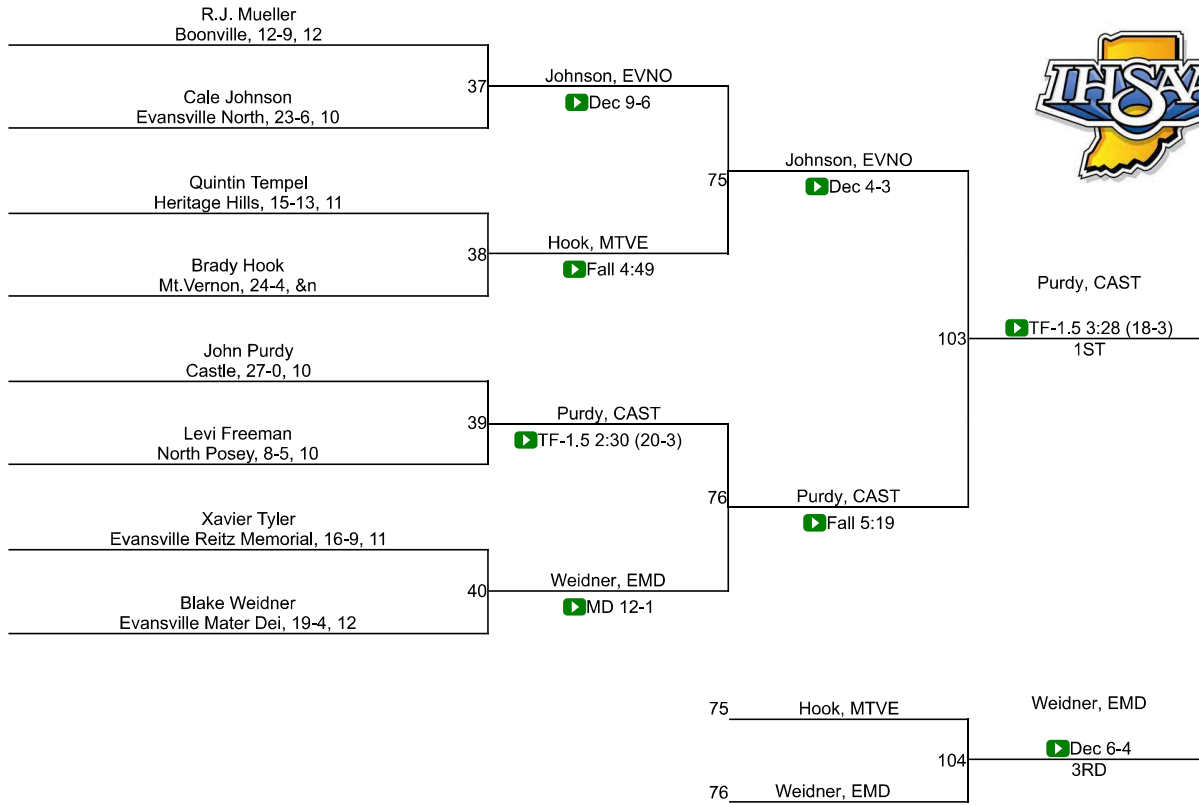 R.J. Mueller
Boonville, 12-9, 12
37
Cale Johnson
Evansville North, 23-6, 10
Johnson, EVNO
Dec 9-6
75
Quintin Tempel
Heritage Hills, 15-13, 11
38
Brady Hook
Mt.Vernon, 24-4, &n
Hook, MTVE
Fall 4:49
Johnson, EVNO
Dec 4-3
IHSAA
103
John Purdy
Castle, 27-0, 10
39
Levi Freeman
North Posey, 8-5, 10
Purdy, CAST
TF-1.5 2:30 (20-3)
76
Xavier Tyler
Evansville Reitz Memorial, 16-9, 11
40
Blake Weidner
Evansville Mater Dei, 19-4, 12
Weidner, EMD
MD 12-1
Purdy, CAST
Fall 5:19
Purdy, CAST
TF-1.5 3:28 (18-3)
1ST
75 Hook, MTVE
104
76 Weidner, EMD
Weidner, EMD
Dec 6-4
3RD